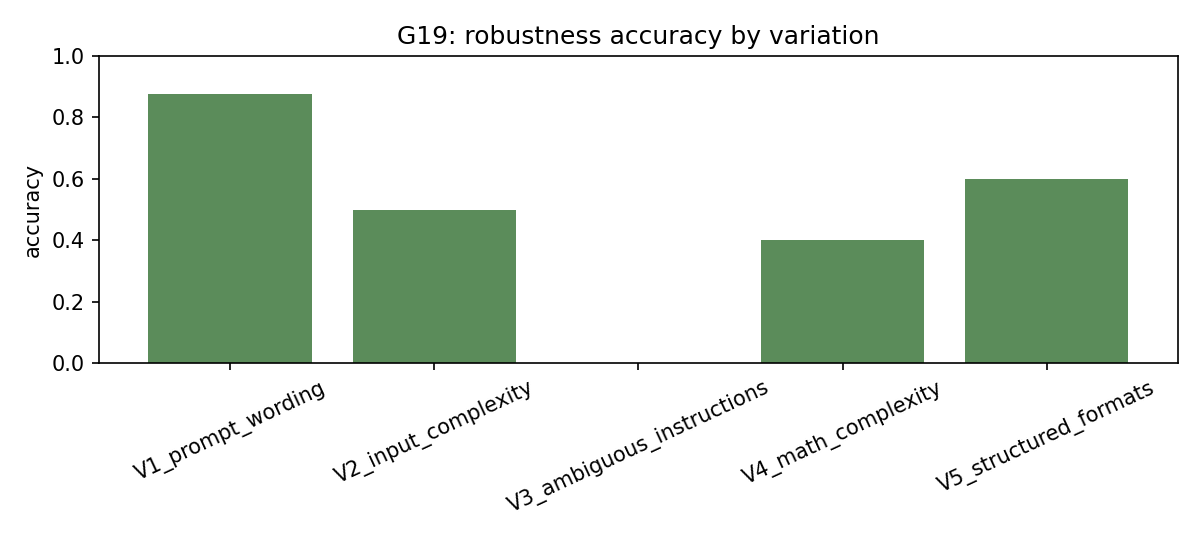 G19: robustness accuracy by variation
accuracy
1.0
0.8
0.6
0.4
0.2
0.0
V1_prompt_wording
V2_input_complexity
V3_ambiguous_instructions
V4_math_complexity
V5_structured_formats